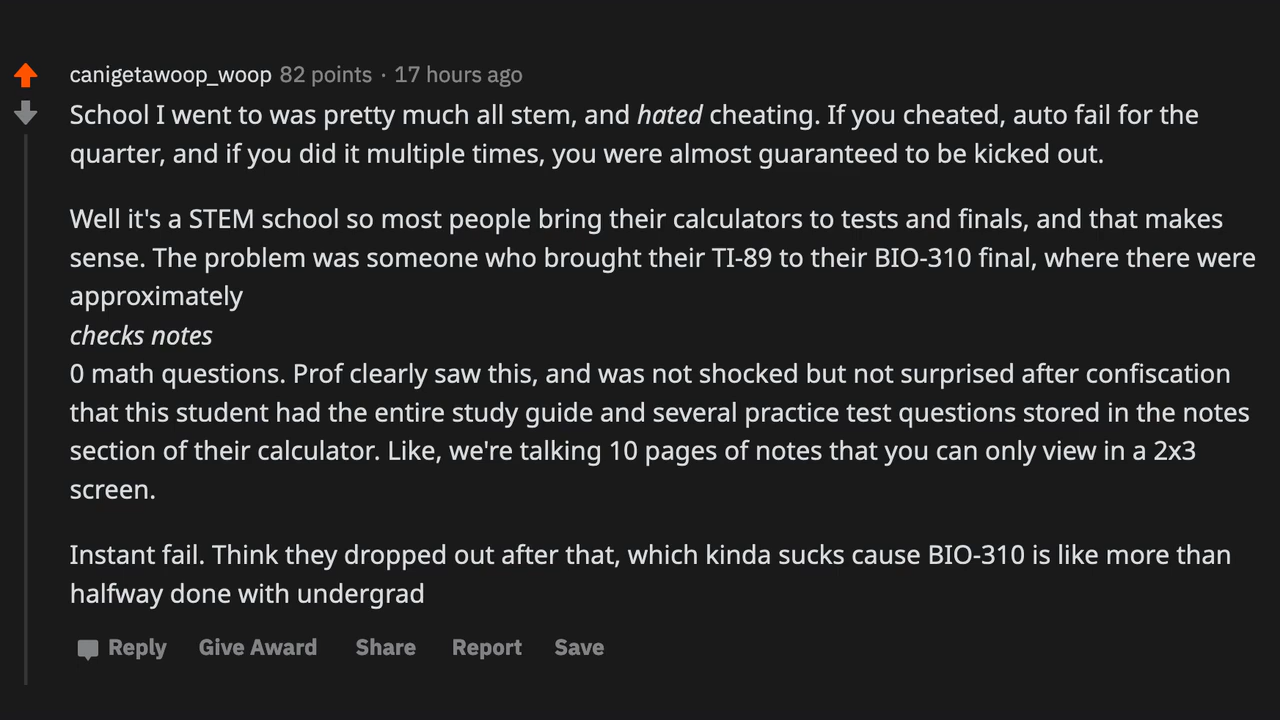 canigetawoop_woop 82 points · 17 hours ago
School I went to was pretty much all stem, and hated cheating. If you cheated, auto fail for the
quarter, and if you did it multiple times, you were almost guaranteed to be kicked out.
Well it's a STEM school so most people bring their calculators to tests and finals, and that makes
sense. The problem was someone who brought their TI-89 to their BIO-310 final, where there were
approximately
checks notes
0 math questions. Prof clearly saw this, and was not shocked but not surprised after confiscation
that this student had the entire study guide and several practice test questions stored in the notes
section of their calculator. Like, we're talking 10 pages of notes that you can only view in a 2x3
screen.
Instant fail. Think they dropped out after that, which kinda sucks cause BIO-310 is like more than
halfway done with undergrad
Reply Give Award Share Report Save